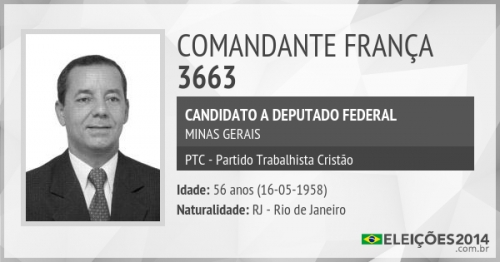 COMANDANTE FRANÇA
3663
CANDIDATO A DEPUTADO FEDERAL
MINAS GERAIS
PTC - Partido Trabalhista Cristão
Idade: 56 anos (16-05-1958)
Naturalidade: RJ - Rio de Janeiro
ELEIÇÕES2014
.com.br